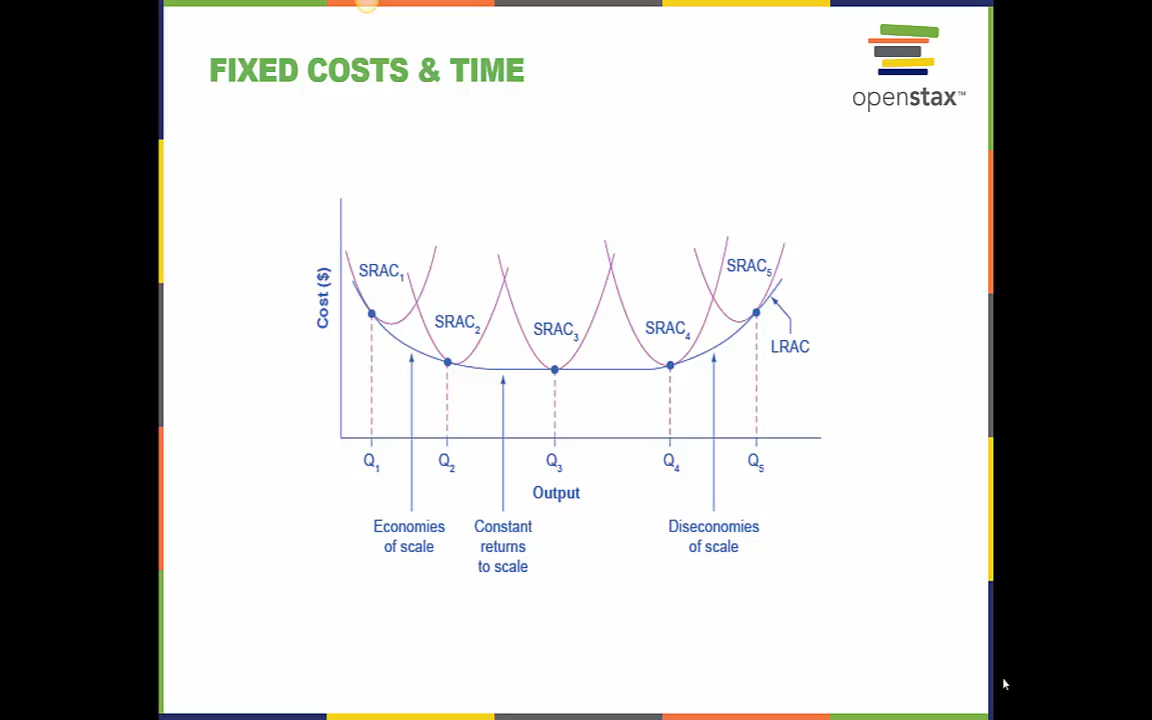 FIXED COSTS & TIME
openstax™
Cost ($)
SRAC1
SRAC2
SRAC3
SRAC4
SRAC5
LRAC
Q1
Q2
Q3
Q4
Q5
Output
Economies
of scale
Constant
returns
to scale
Diseconomies
of scale